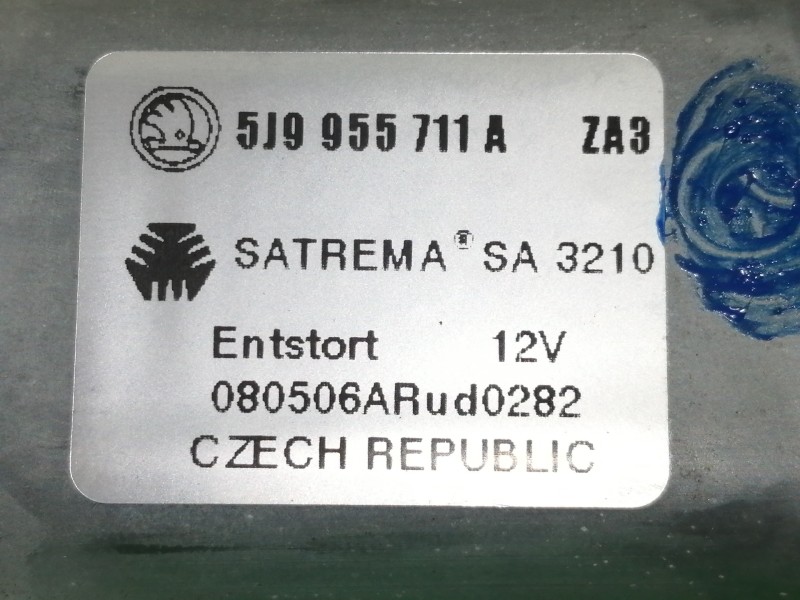 5J9 955 711 A ZA3
SATREMA® SA 3210
Entstort 12V
080506ARud0282
CZECH REPUBLIC